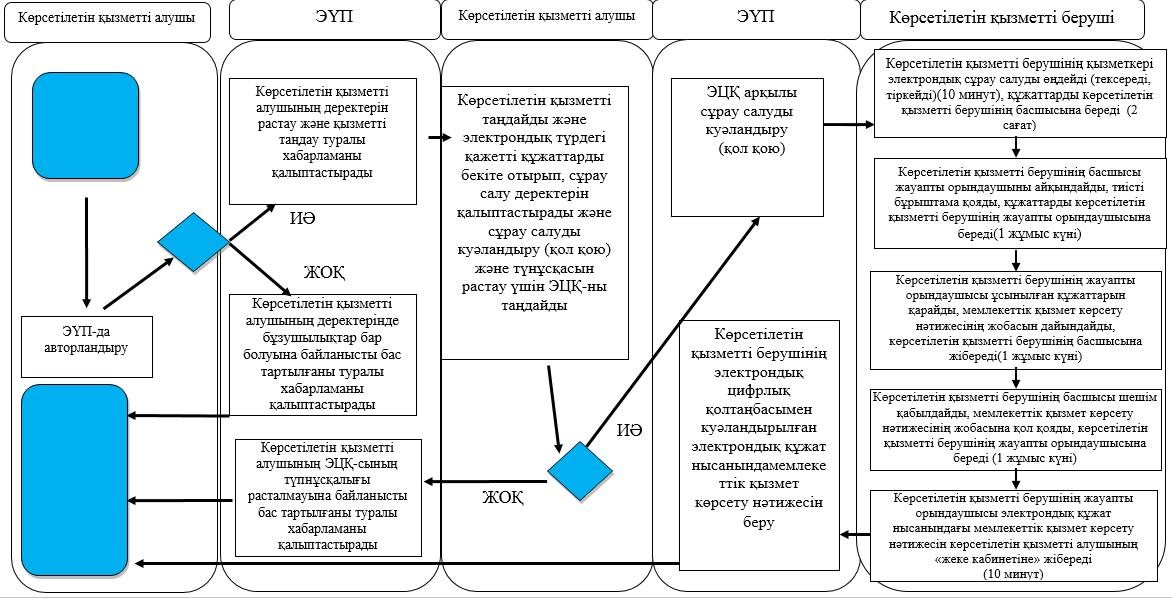 Көрсетілетін қызметті алушы
ЭҮП
Көрсетілетін қызметті алушы
ЭҮП
Көрсетілетін қызметті беруші
ЭҮП-да
авторландыру
Көрсетілетін қызметті
алушының деректерін
растау және қызметті
таңдау туралы
хабарламаны
қалыптастырады
ИӘ
ЖОҚ
Көрсетілетін қызметті
алушының деректерінде
бұзушылықтар бар
болуына байланысты бас
тартылғаны туралы
хабарламаны
қалыптастырады
Көрсетілетін қызметті
алушының ЭЦҚ-сының
түпнұсқалығы
расталмауына байланысты
бас тартылғаны туралы
хабарламаны
қалыптастырады
Көрсетілетін қызметті
таңдайды және
электрондық түрдегі
қажетті құжаттарды
бекіте отырып, сұрау
салу деректерін
қалыптастырады және
сұрау салуды
куәландыру (қол қою)
және түнұсқасын
растау үшін ЭЦҚ-ны
таңдайды
ИӘ
ЖОҚ
ЭЦҚ арқылы
сұрау салуды
куәландыру
(қол қою)
Көрсетілетін
қызметті берушінің
электрондық
цифрлық
қолтаңбасымен
куәландырылған
электрондық құжат
нысанындамемлеке
ттік қызмет
көрсету нәтижесін
беру
Көрсетілетін қызметті берушінің қызметкері
электрондық сұрау салуды өңдейді (тексереді,
тіркейді)(10 минут), құжаттарды көрсетілетін
қызметті берушінің басшысына береді (2
сағат)
Көрсетілетін қызметті берушінің басшысы
жауапты орындаушыны айқындайды, тиісті
бұрыштама қояды, құжаттарды көрсетілетін
қызметті берушінің жауапты орындаушысына
береді(1 жұмыс күні)
Көрсетілетін қызметті берушінің жауапты
орындаушысы ұсынылған құжаттарын
қарайды, мемлекеттік қызмет көрсету
нәтижесінің жобасын дайындайды,
көрсетілетін қызметті берушінің басшысына
жібереді(1 жұмыс күні)
Көрсетілетін қызметті берушінің басшысы шешім
қабылдайды, мемлекеттік қызмет көрсету
нәтижесінің жобасына қол қояды, көрсетілетін
қызметті берушінің жауапты орындаушысына
береді (1 жұмыс күні)
Көрсетілетін қызметті берушінің жауапты
орындаушысы электрондық құжат
нысанындағы мемлекеттік қызмет көрсету
нәтижесін көрсетілетін қызметті алушының
«жеке кабинетіне» жібереді
(10 минут)